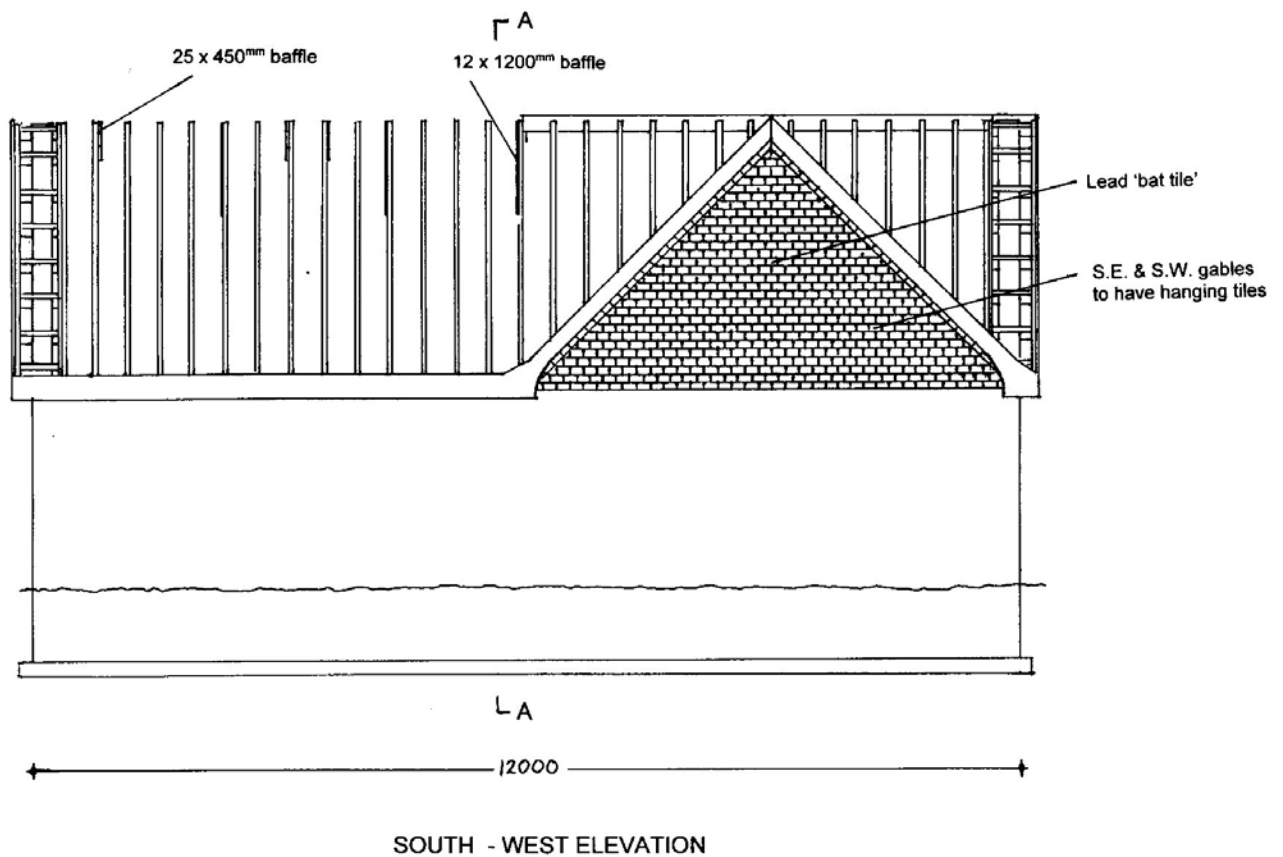 A
25 x 450mm baffle
12 x 1200mm baffle
Lead 'bat tile'
S.E. & S.W. gables
to have hanging tiles
A
12000
SOUTH - WEST ELEVATION